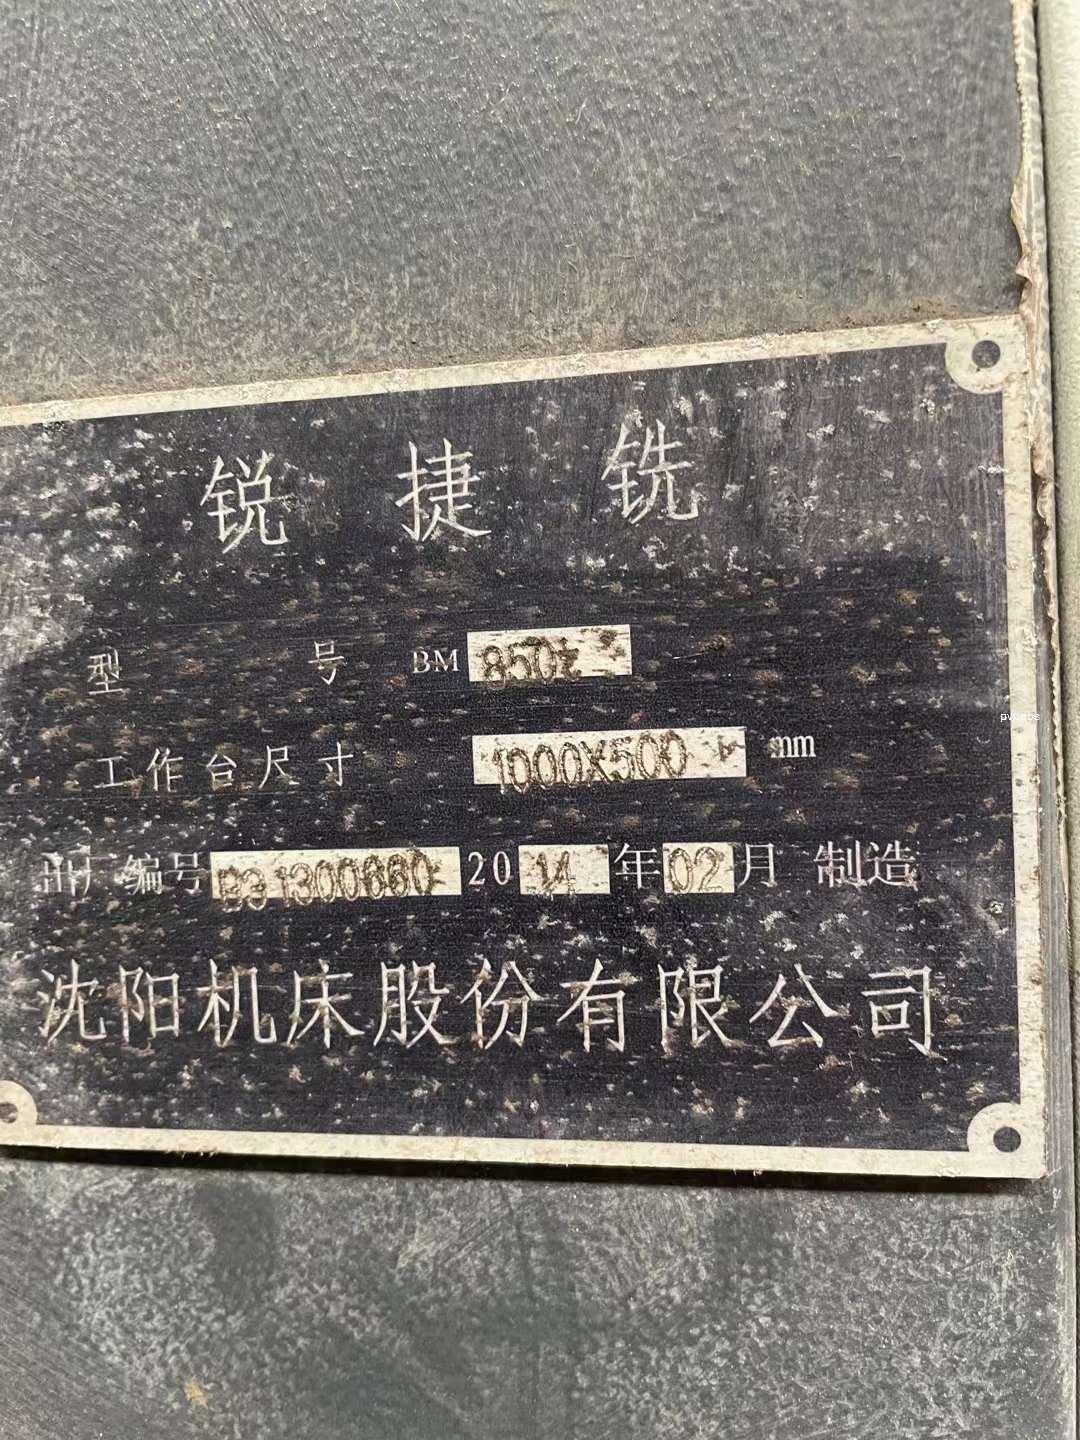 锐捷铣
型号 BM 850t
工作台尺寸 1000X500 mm
出厂编号 B31300660 2014年02月 制造
沈阳机床股份有限公司